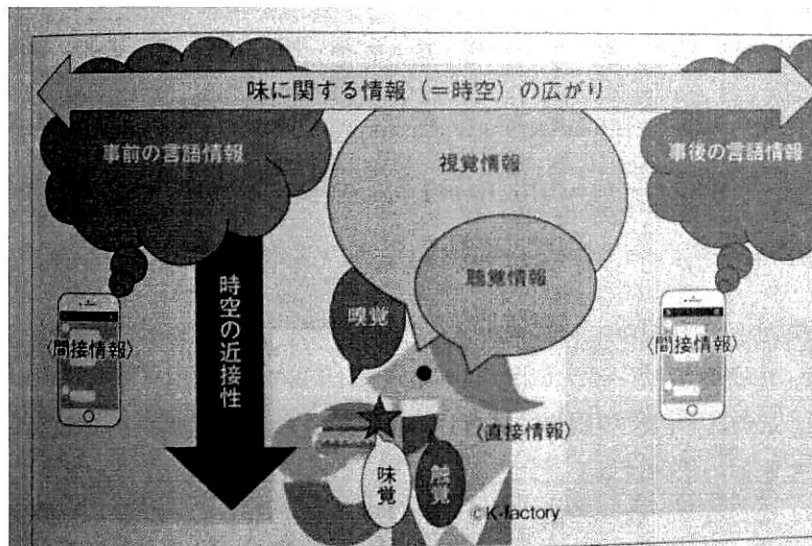 味に関する情報（＝時空）の広がり
事前の言語情報
視覚情報
事後の言語情報
聴覚情報
嗅覚
時空の近接性
〈間接情報〉
〈間接情報〉
〈直接情報〉
味覚
触覚
©K-factory